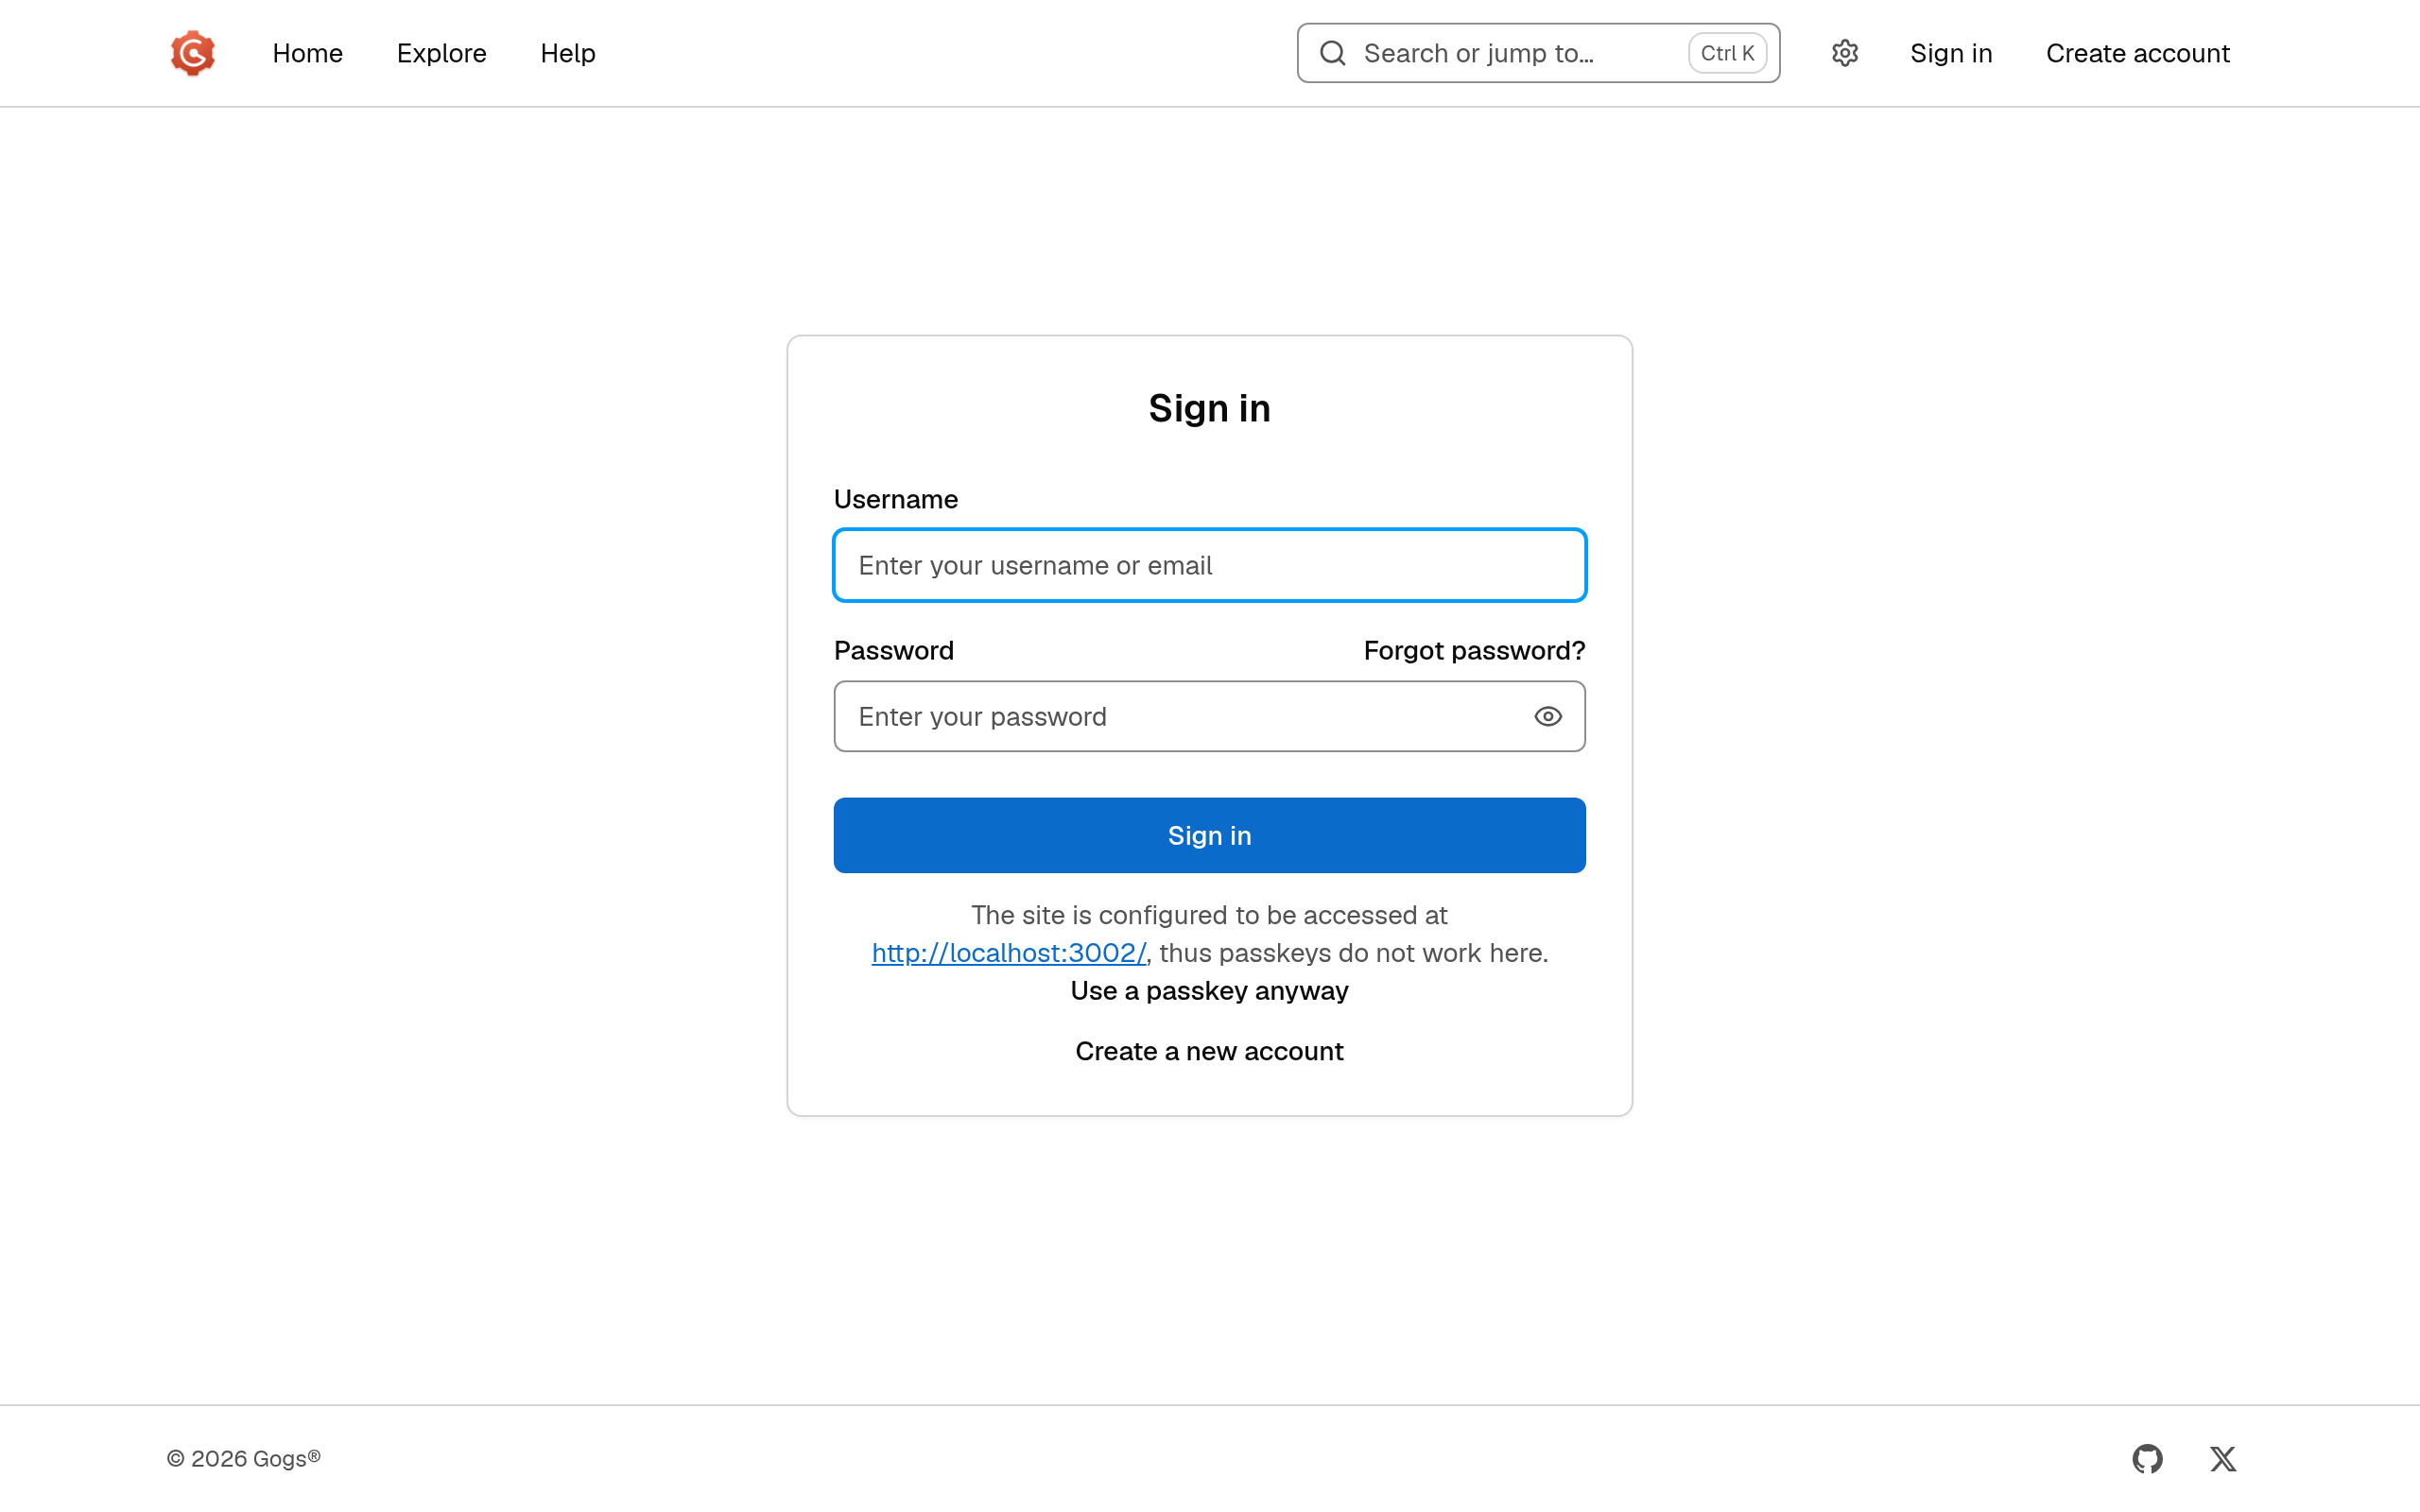 Home Explore Help Search or jump to... Ctrl K Sign in Create account
Sign in
Username
Enter your username or email
Password Forgot password?
Enter your password
Sign in
The site is configured to be accessed at
http://localhost:3002/, thus passkeys do not work here.
Use a passkey anyway
Create a new account
© 2026 Gogs®